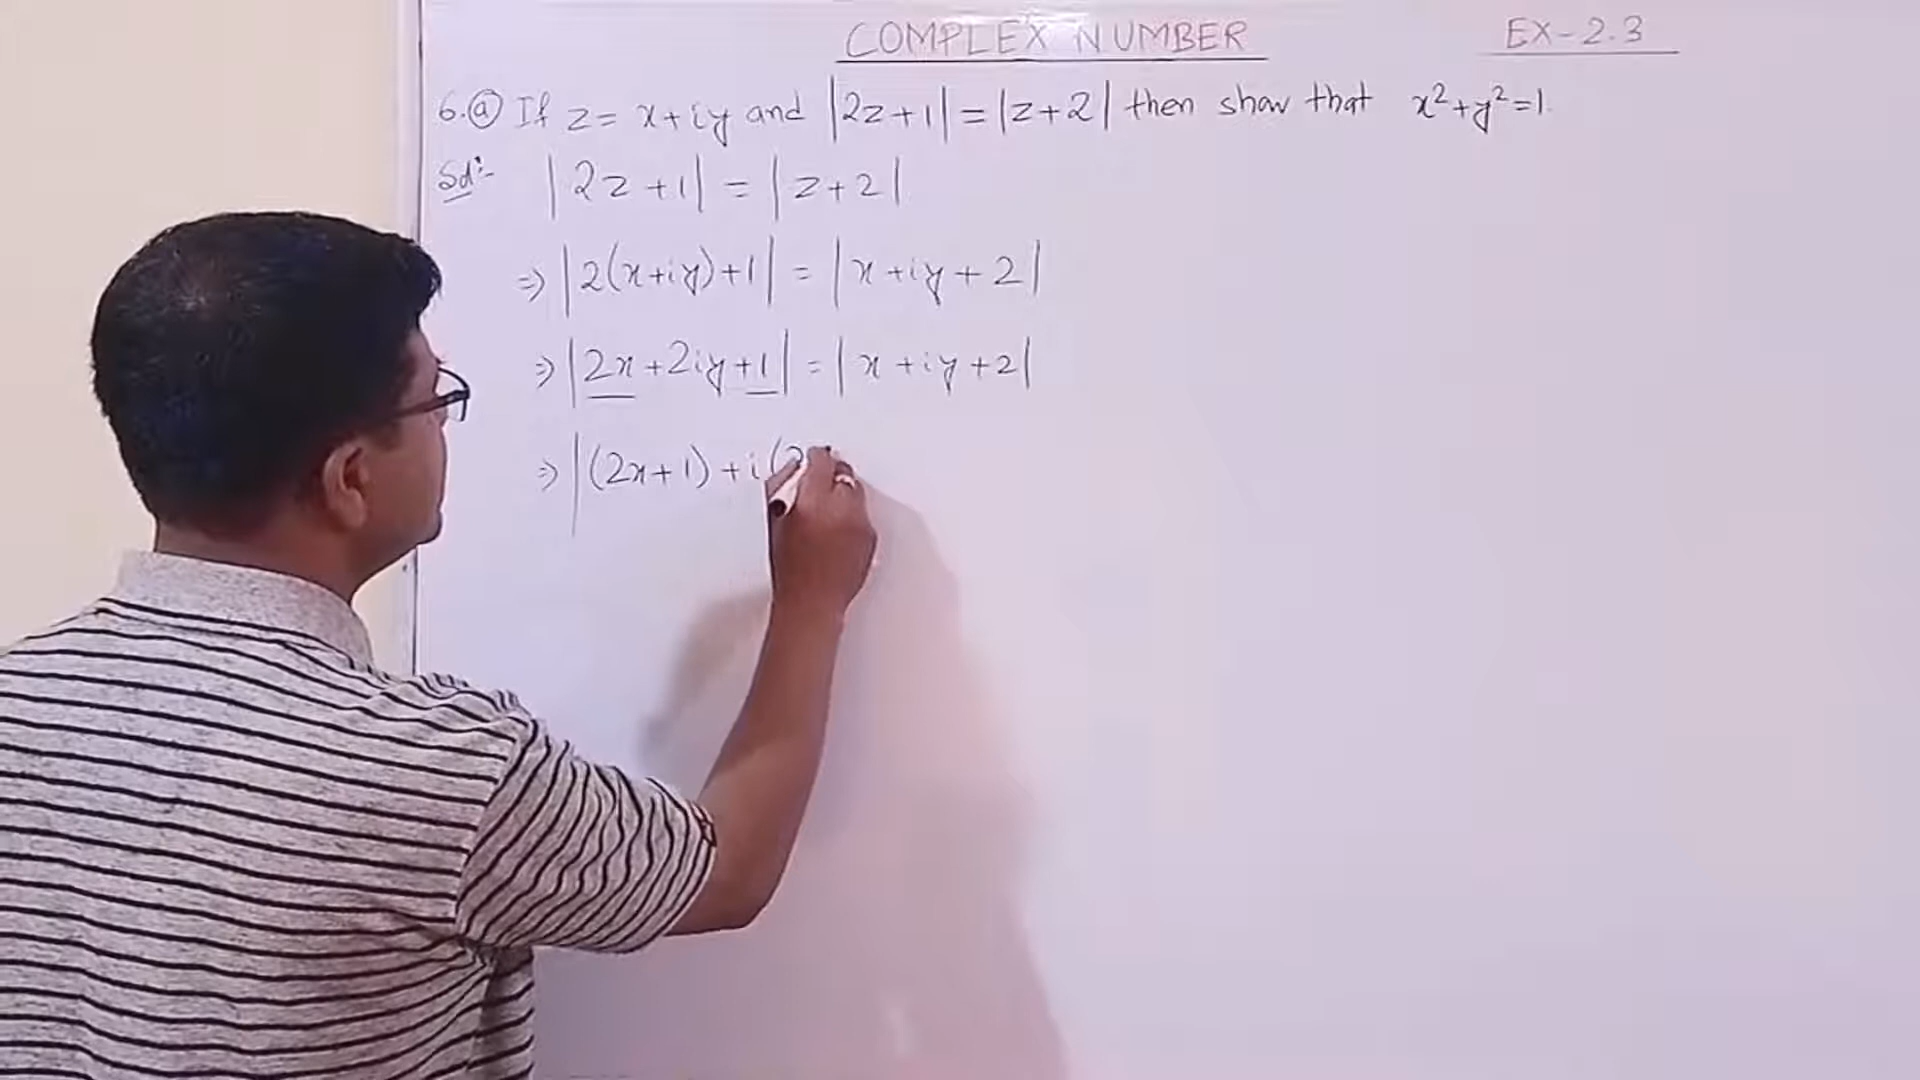 COMPLEX NUMBER EX-2.3
6.ⓐ If z = x+iy and |2z+1| = |z+2| then show that x²+y²=1.
Sol:- |2z+1| = |z+2|
⇒ |2(x+iy)+1| = |x+iy+2|
⇒ |2x+2iy+1| = |x+iy+2|
⇒ |(2x+1)+i(2